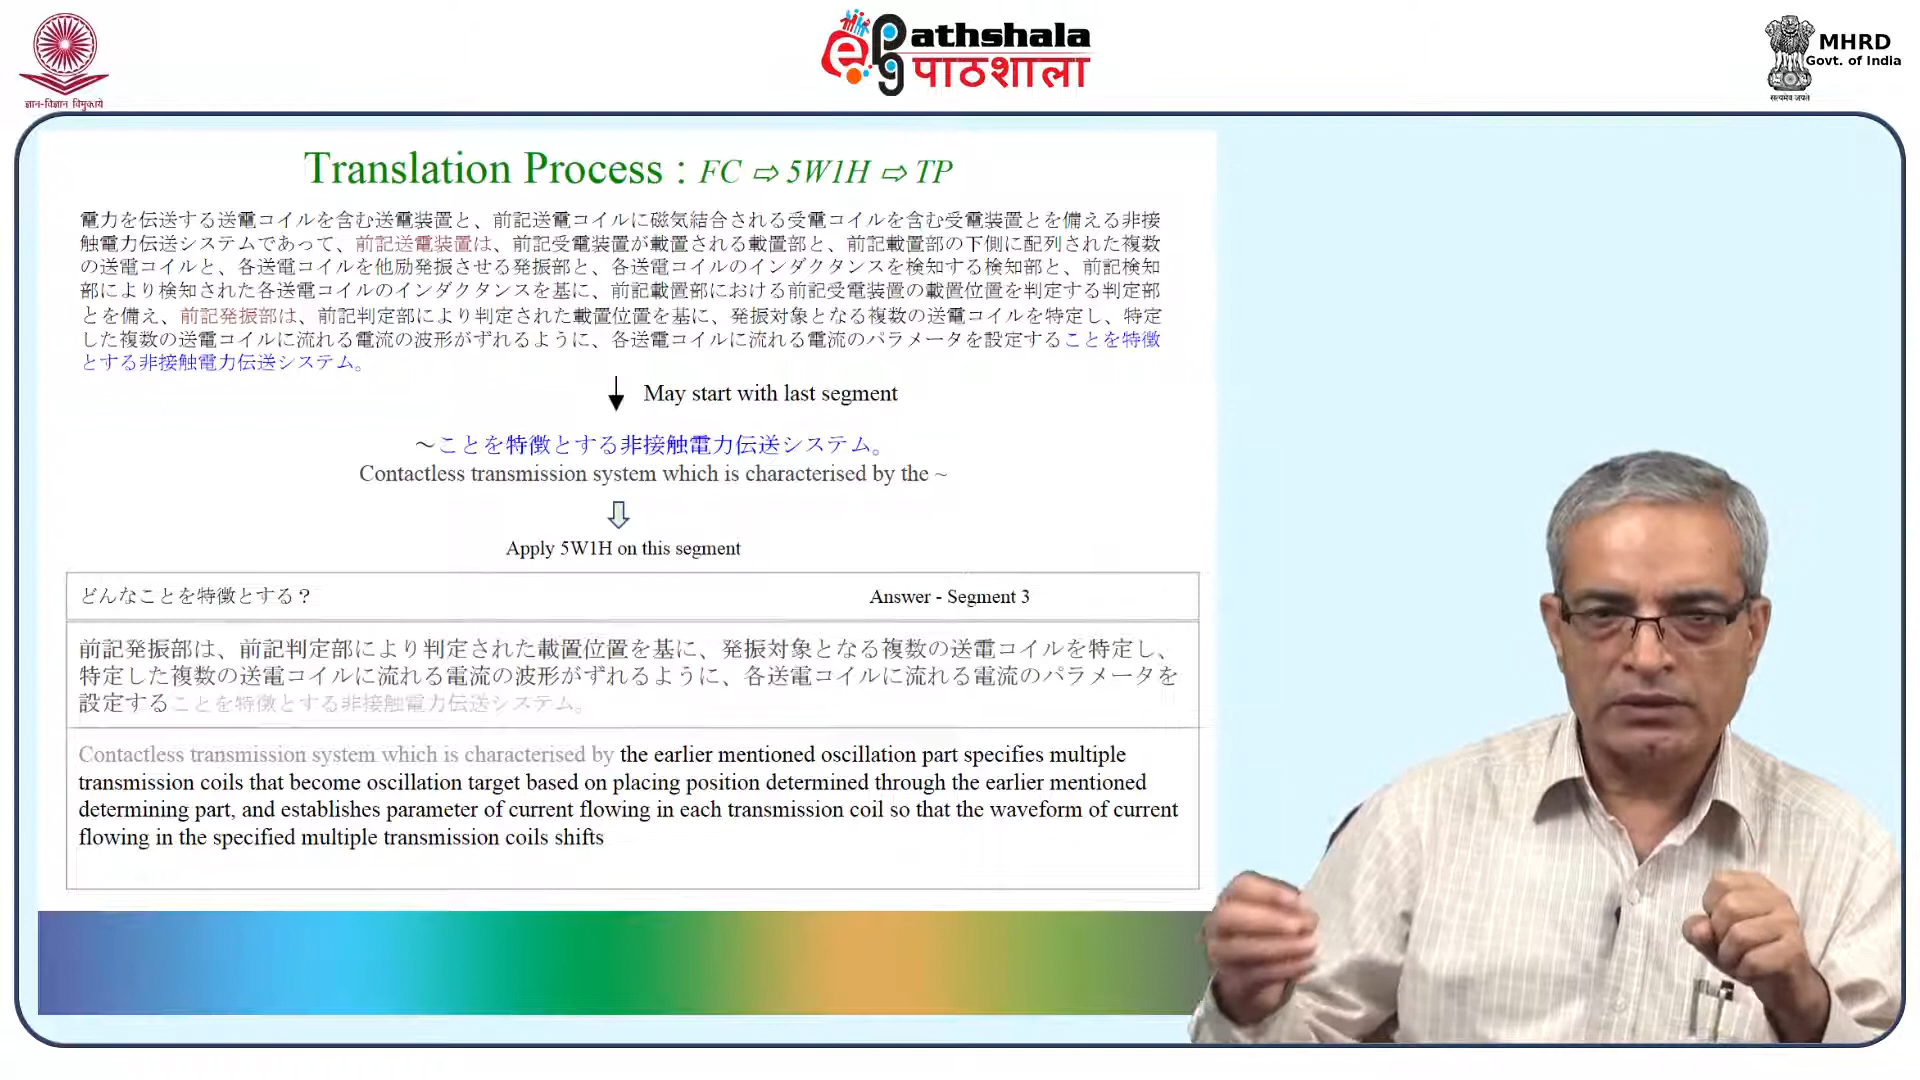 ज्ञान-विज्ञान विमुक्तये
ePathshala
पाठशाला
MHRD
Govt. of India
सत्यमेव जयते
Translation Process : FC ⇨ 5W1H ⇨ TP
電力を伝送する送電コイルを含む送電装置と、前記送電コイルに磁気結合される受電コイルを含む受電装置とを備える非接
触電力伝送システムであって、前記送電装置は、前記受電装置が載置される載置部と、前記載置部の下側に配列された複数
の送電コイルと、各送電コイルを他励発振させる発振部と、各送電コイルのインダクタンスを検知する検知部と、前記検知
部により検知された各送電コイルのインダクタンスを基に、前記載置部における前記受電装置の載置位置を判定する判定部
とを備え、前記発振部は、前記判定部により判定された載置位置を基に、発振対象となる複数の送電コイルを特定し、特定
した複数の送電コイルに流れる電流の波形がずれるように、各送電コイルに流れる電流のパラメータを設定することを特徴
とする非接触電力伝送システム。
May start with last segment
～ことを特徴とする非接触電力伝送システム。
Contactless transmission system which is characterised by the ~
Apply 5W1H on this segment
どんなことを特徴とする？ Answer - Segment 3
前記発振部は、前記判定部により判定された載置位置を基に、発振対象となる複数の送電コイルを特定し、
特定した複数の送電コイルに流れる電流の波形がずれるように、各送電コイルに流れる電流のパラメータを
設定することを特徴とする非接触電力伝送システム。
Contactless transmission system which is characterised by the earlier mentioned oscillation part specifies multiple
transmission coils that become oscillation target based on placing position determined through the earlier mentioned
determining part, and establishes parameter of current flowing in each transmission coil so that the waveform of current
flowing in the specified multiple transmission coils shifts